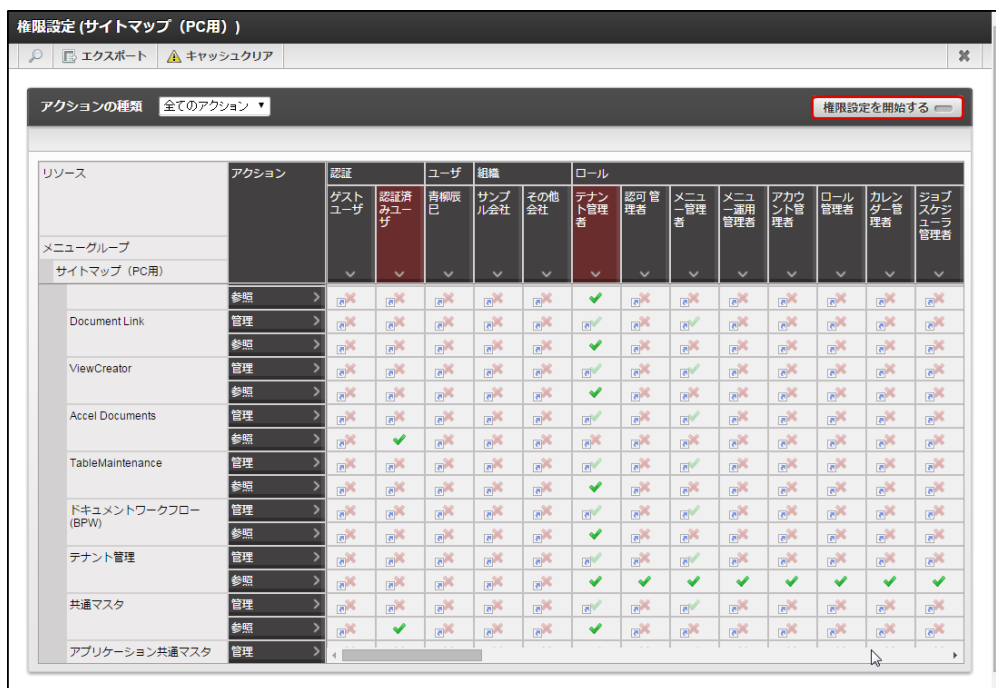 権限設定 (サイトマップ（PC用）)
エクスポート
キャッシュクリア
アクションの種類
全てのアクション
権限設定を開始する
リソース
アクション
認証
ユーザ
組織
ロール
ゲスト
ユーザ
認証済
みユー
ザ
青柳辰
巳
サンプ
ル会社
その他
会社
テナン
ト管理
者
認可管
理者
メニュ
ー管理
者
メニュ
ー運用
管理者
アカウ
ント管
理者
ロール
管理者
カレン
ダー管
理者
ジョブ
スケジ
ューラ
管理者
メニューグループ
サイトマップ（PC用）
参照
Document Link
管理
参照
ViewCreator
管理
参照
Accel Documents
管理
参照
TableMaintenance
管理
参照
ドキュメントワークフロー
(BPW)
管理
参照
テナント管理
管理
参照
共通マスタ
管理
参照
アプリケーション共通マスタ
管理